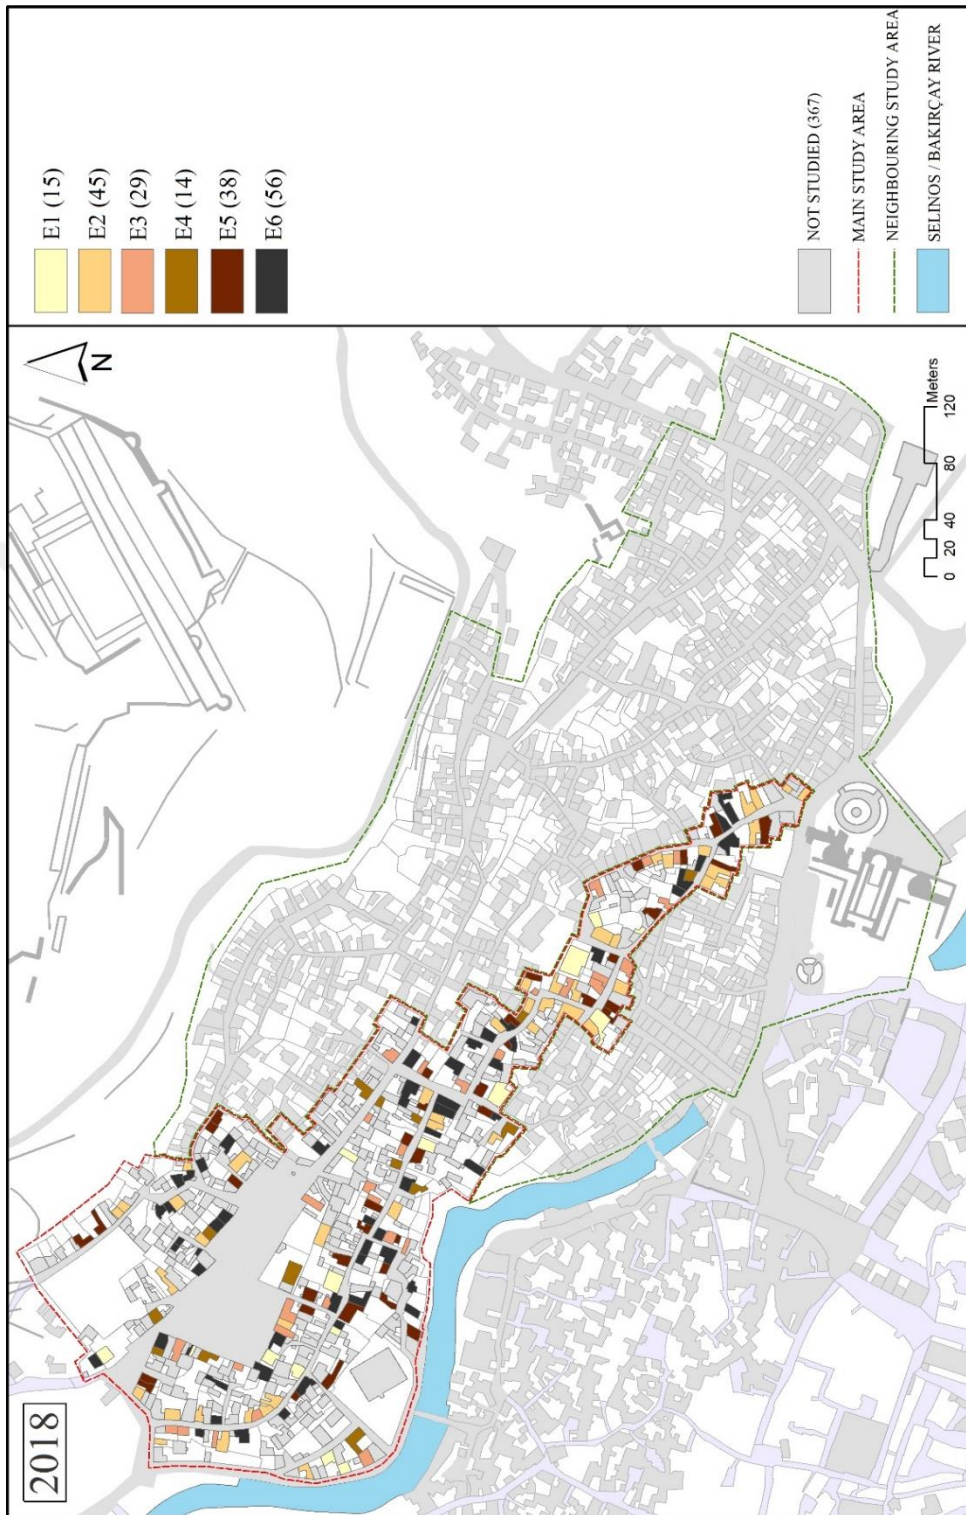 2018
N
0 20 40 80 120
Meters
E1 (15)
E2 (45)
E3 (29)
E4 (14)
E5 (38)
E6 (56)
NOT STUDIED (367)
MAIN STUDY AREA
NEIGHBOURING STUDY AREA
SELINOS / BAKIRÇAY RIVER